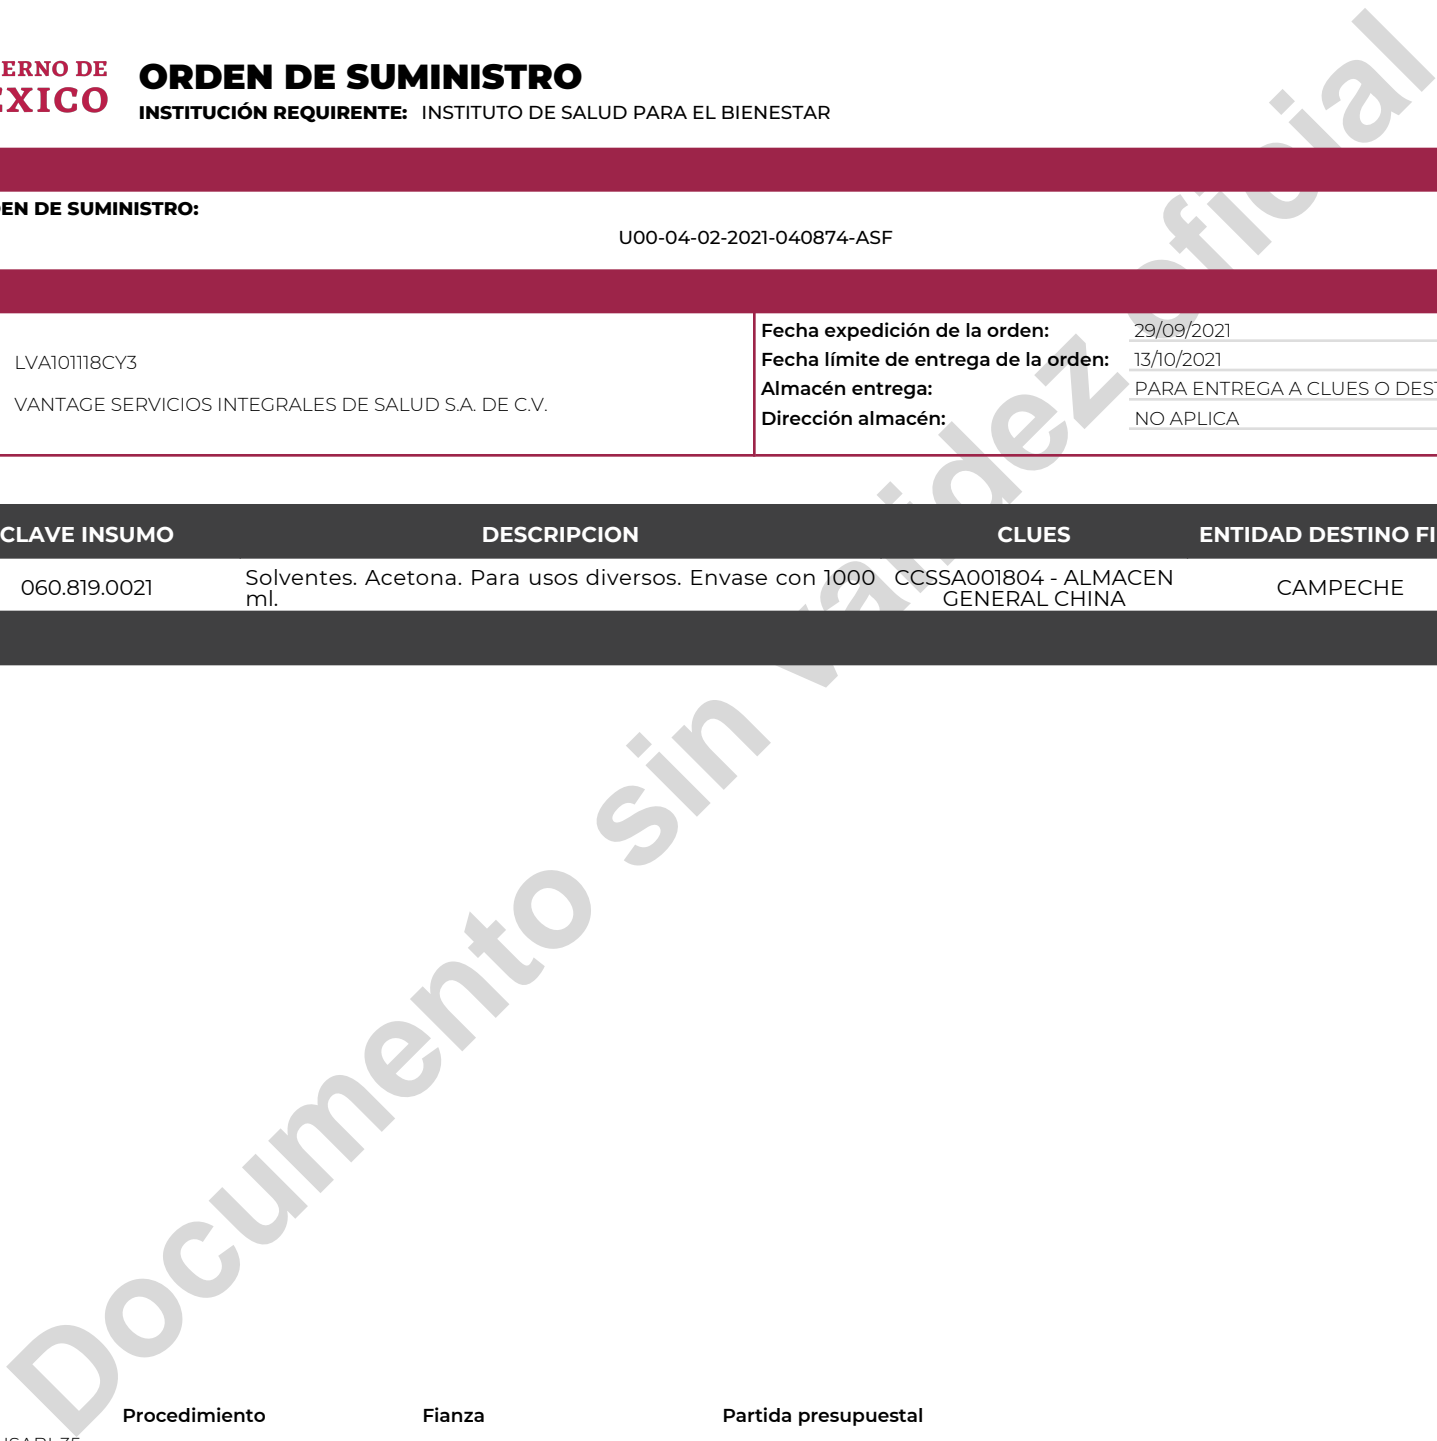 ERNO DE
XICO
ORDEN DE SUMINISTRO
INSTITUCIÓN REQUIRENTE: INSTITUTO DE SALUD PARA EL BIENESTAR
EN DE SUMINISTRO:
U00-04-02-2021-040874-ASF
LVA101118CY3
VANTAGE SERVICIOS INTEGRALES DE SALUD S.A. DE C.V.
Fecha expedición de la orden: 29/09/2021
Fecha límite de entrega de la orden: 13/10/2021
Almacén entrega: PARA ENTREGA A CLUES O DES
Dirección almacén: NO APLICA
CLAVE INSUMO DESCRIPCION CLUES ENTIDAD DESTINO FI
060.819.0021 Solventes. Acetona. Para usos diversos. Envase con 1000 ml. CCSSA001804 - ALMACEN GENERAL CHINA CAMPECHE
Documento sin validez oficial
Procedimiento Fianza Partida presupuestal